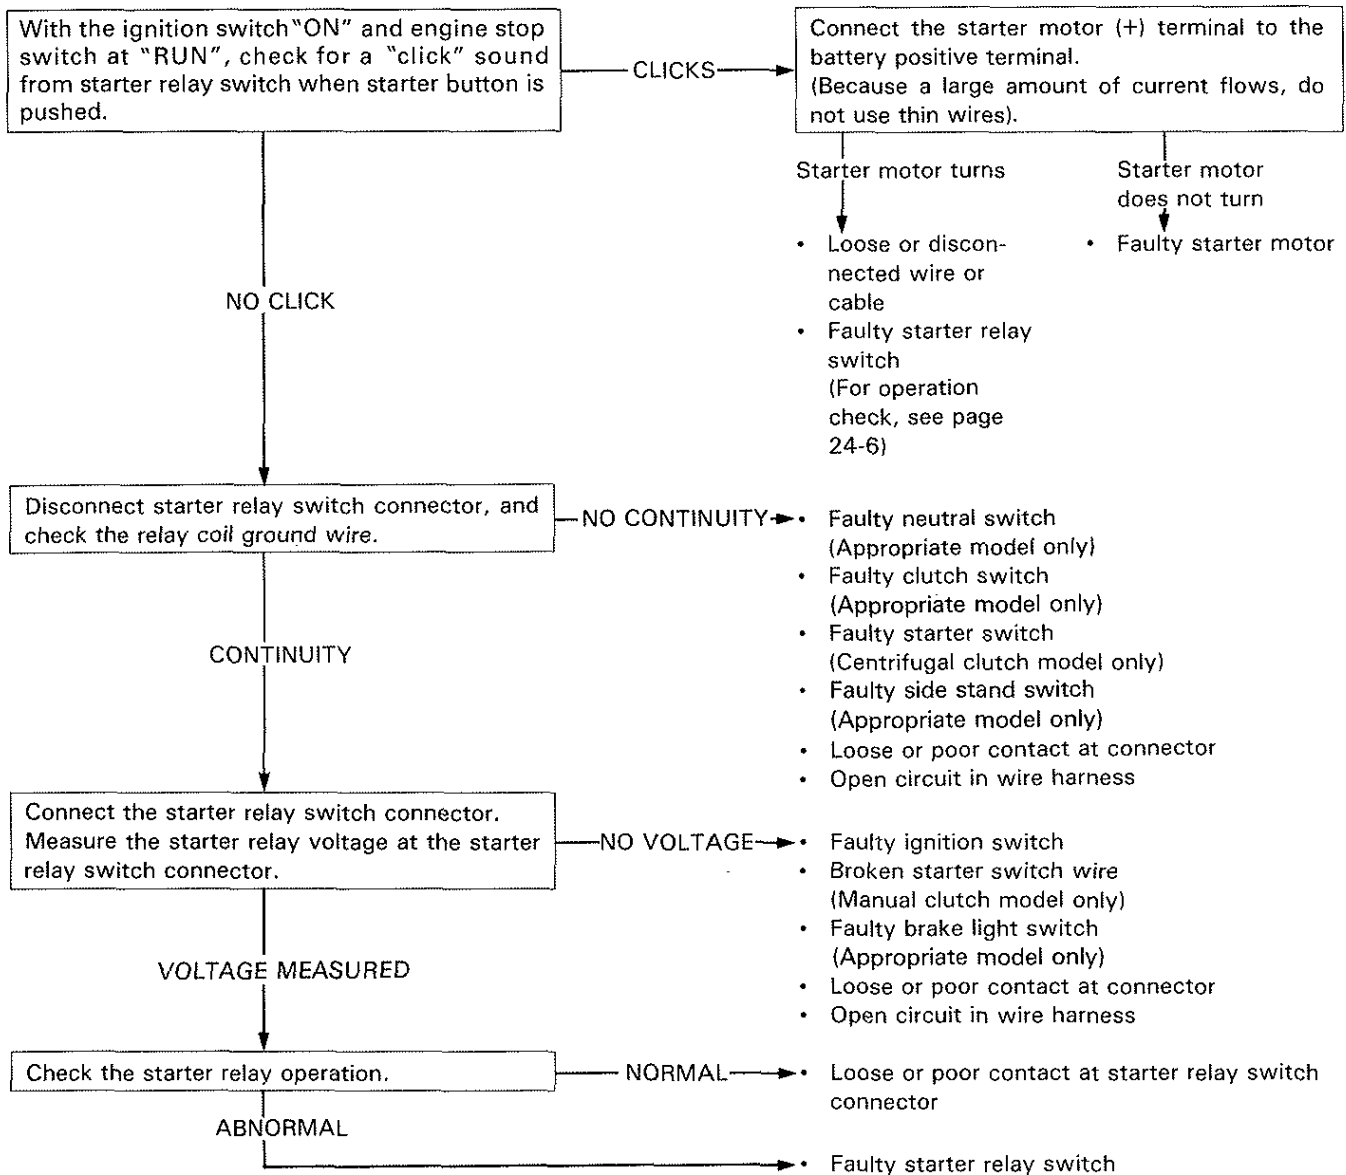 With the ignition switch"ON" and engine stop
switch at "RUN", check for a "click" sound
from starter relay switch when starter button is
pushed.
CLICKS
Connect the starter motor (+) terminal to the
battery positive terminal.
(Because a large amount of current flows, do
not use thin wires).
Starter motor turns
Starter motor
does not turn
• Loose or discon-
nected wire or
cable
• Faulty starter relay
switch
(For operation
check, see page
24-6)
• Faulty starter motor
NO CLICK
Disconnect starter relay switch connector, and
check the relay coil ground wire.
NO CONTINUITY
• Faulty neutral switch
(Appropriate model only)
• Faulty clutch switch
(Appropriate model only)
• Faulty starter switch
(Centrifugal clutch model only)
• Faulty side stand switch
(Appropriate model only)
• Loose or poor contact at connector
• Open circuit in wire harness
CONTINUITY
Connect the starter relay switch connector.
Measure the starter relay voltage at the starter
relay switch connector.
NO VOLTAGE
• Faulty ignition switch
• Broken starter switch wire
(Manual clutch model only)
• Faulty brake light switch
(Appropriate model only)
• Loose or poor contact at connector
• Open circuit in wire harness
VOLTAGE MEASURED
Check the starter relay operation.
NORMAL
• Loose or poor contact at starter relay switch
connector
ABNORMAL
• Faulty starter relay switch